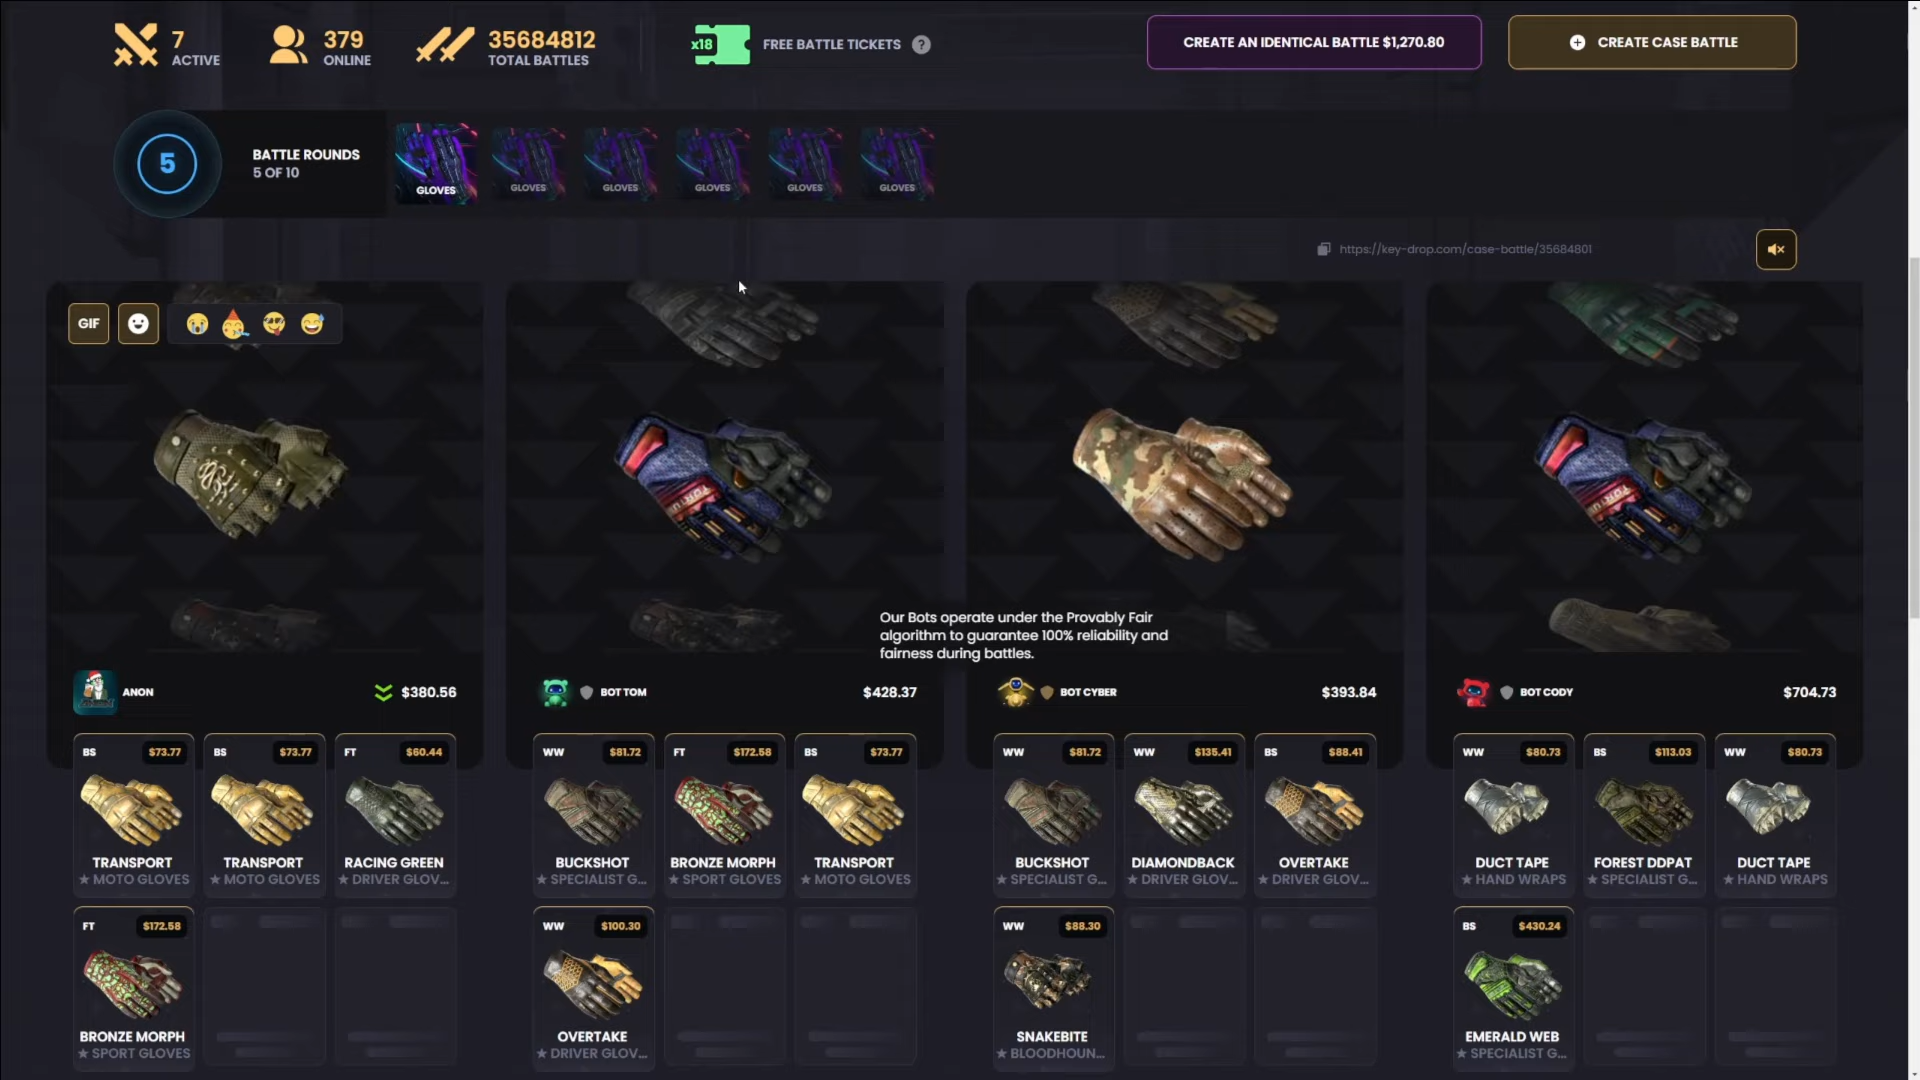 7
ACTIVE
379
ONLINE
35684812
TOTAL BATTLES
x18
FREE BATTLE TICKETS ?
CREATE AN IDENTICAL BATTLE $1,270.80
CREATE CASE BATTLE
5
BATTLE ROUNDS
5 OF 10
GLOVES
GLOVES
GLOVES
GLOVES
GLOVES
GLOVES
https://key-drop.com/case-battle/35684801
GIF
Our Bots operate under the Provably Fair
algorithm to guarantee 100% reliability and
fairness during battles.
ANON
$380.56
BOT TOM
$428.37
BOT CYBER
$393.84
BOT CODY
$704.73
BS $73.77
TRANSPORT
★ MOTO GLOVES
BS $73.77
TRANSPORT
★ MOTO GLOVES
FT $60.44
RACING GREEN
★ DRIVER GLOV...
WW $81.72
BUCKSHOT
★ SPECIALIST G...
FT $172.58
BRONZE MORPH
★ SPORT GLOVES
BS $73.77
TRANSPORT
★ MOTO GLOVES
WW $81.72
BUCKSHOT
★ SPECIALIST G...
WW $135.41
DIAMONDBACK
★ DRIVER GLOV...
BS $88.41
OVERTAKE
★ DRIVER GLOV...
WW $80.73
DUCT TAPE
★ HAND WRAPS
BS $113.03
FOREST DDPAT
★ SPECIALIST G...
WW $80.73
DUCT TAPE
★ HAND WRAPS
FT $172.58
BRONZE MORPH
★ SPORT GLOVES
WW $100.30
OVERTAKE
★ DRIVER GLOV...
WW $88.30
SNAKEBITE
★ BLOODHOUN...
BS $430.24
EMERALD WEB
★ SPECIALIST G...